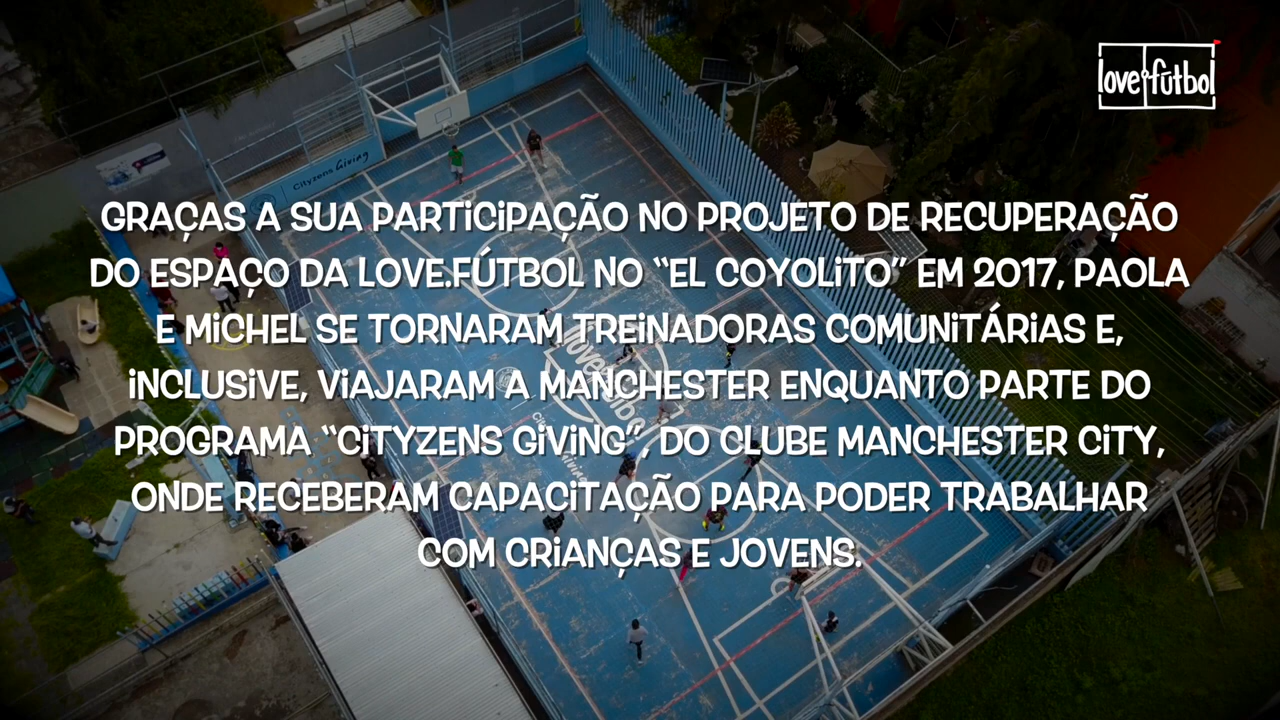 love.fútbol
Cityzens Giving
GRAÇAS A SUA PARTiCiPAÇÃO NO PROJETO DE RECUPERAÇÃO
DO ESPAÇO DA LOVE.FÚTBOL NO “EL COYOLiTO” EM 2017, PAOLA
E MiCHEL SE TORNARAM TREiNADORAS COMUNiTÁRiAS E,
iNCLUSiVE, ViAJARAM A MANCHESTER ENQUANTO PARTE DO
PROGRAMA “CiTYZENS GiViNG”, DO CLUBE MANCHESTER CiTY,
ONDE RECEBERAM CAPACiTAÇÃO PARA PODER TRABALHAR
COM CRiANÇAS E JOVENS.